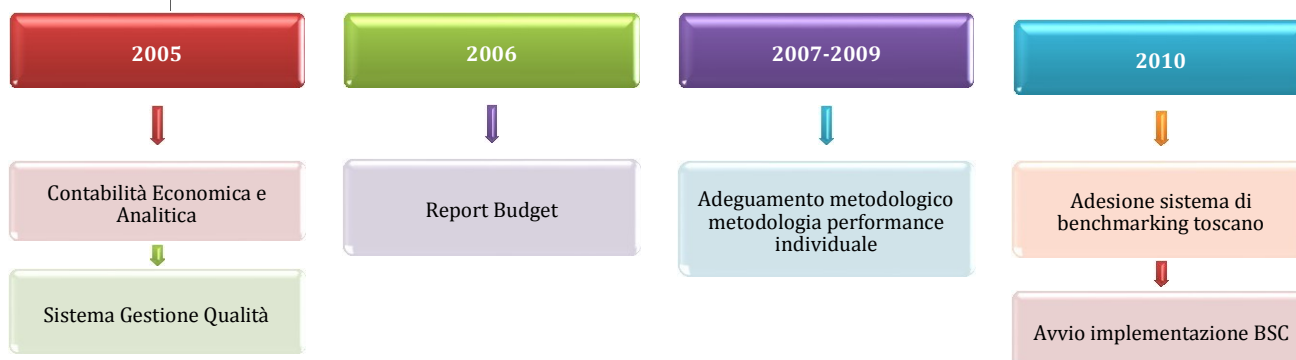 2005
Contabilità Economica e
Analitica
Sistema Gestione Qualità
2006
Report Budget
2007-2009
Adeguamento metodologico
metodologia performance
individuale
2010
Adesione sistema di
benchmarking toscano
Avvio implementazione BSC